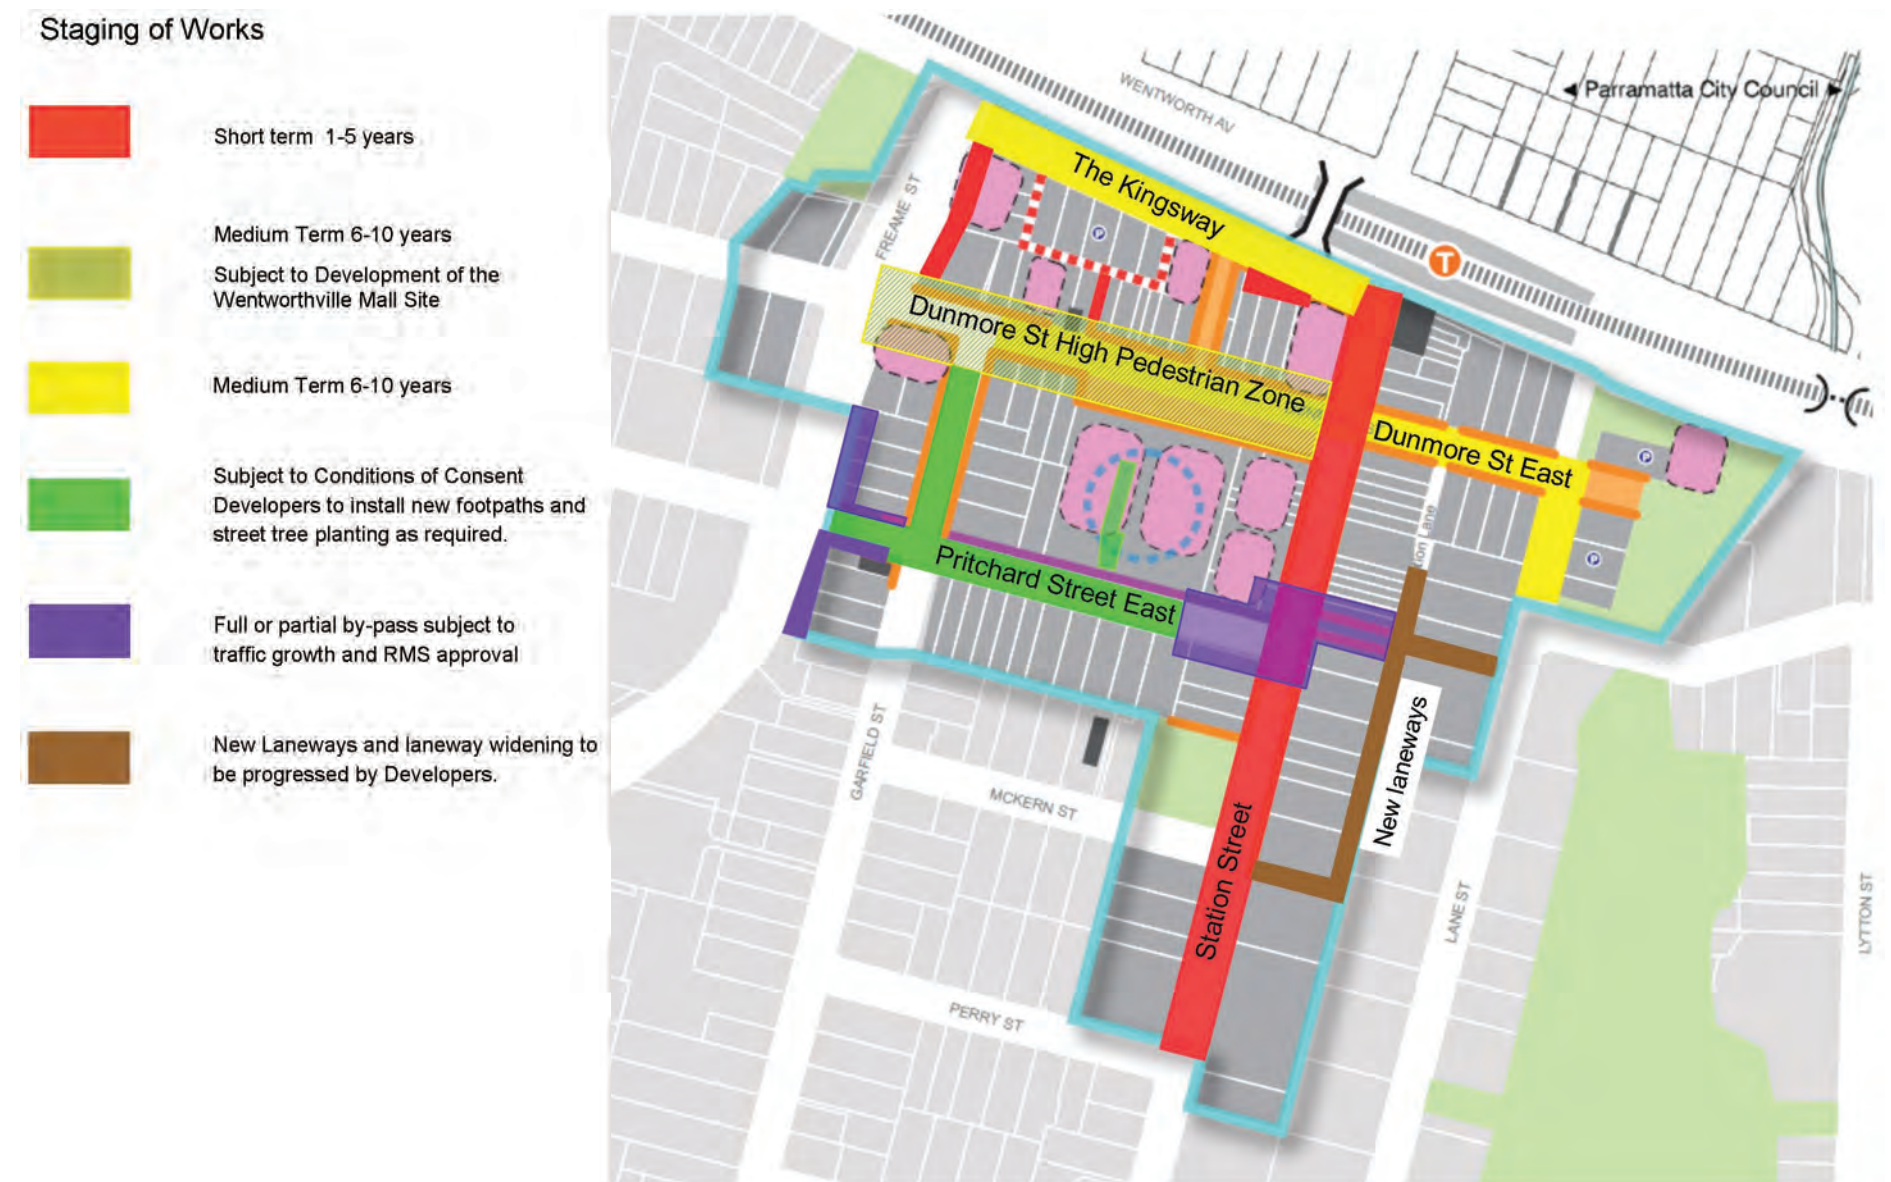 Staging of Works
Short term 1-5 years
Medium Term 6-10 years
Subject to Development of the
Wentworthville Mall Site
Medium Term 6-10 years
Subject to Conditions of Consent
Developers to install new footpaths and
street tree planting as required.
Full or partial by-pass subject to
traffic growth and RMS approval
New Laneways and laneway widening to
be progressed by Developers.
WENTWORTH AV
Parramatta City Council
The Kingsway
FREAME ST
P
T
Dunmore St High Pedestrian Zone
Dunmore St East
P
P
Lane
Pritchard Street East
GARFIELD ST
MCKERN ST
New laneways
Station Street
LANE ST
LYTTON ST
PERRY ST